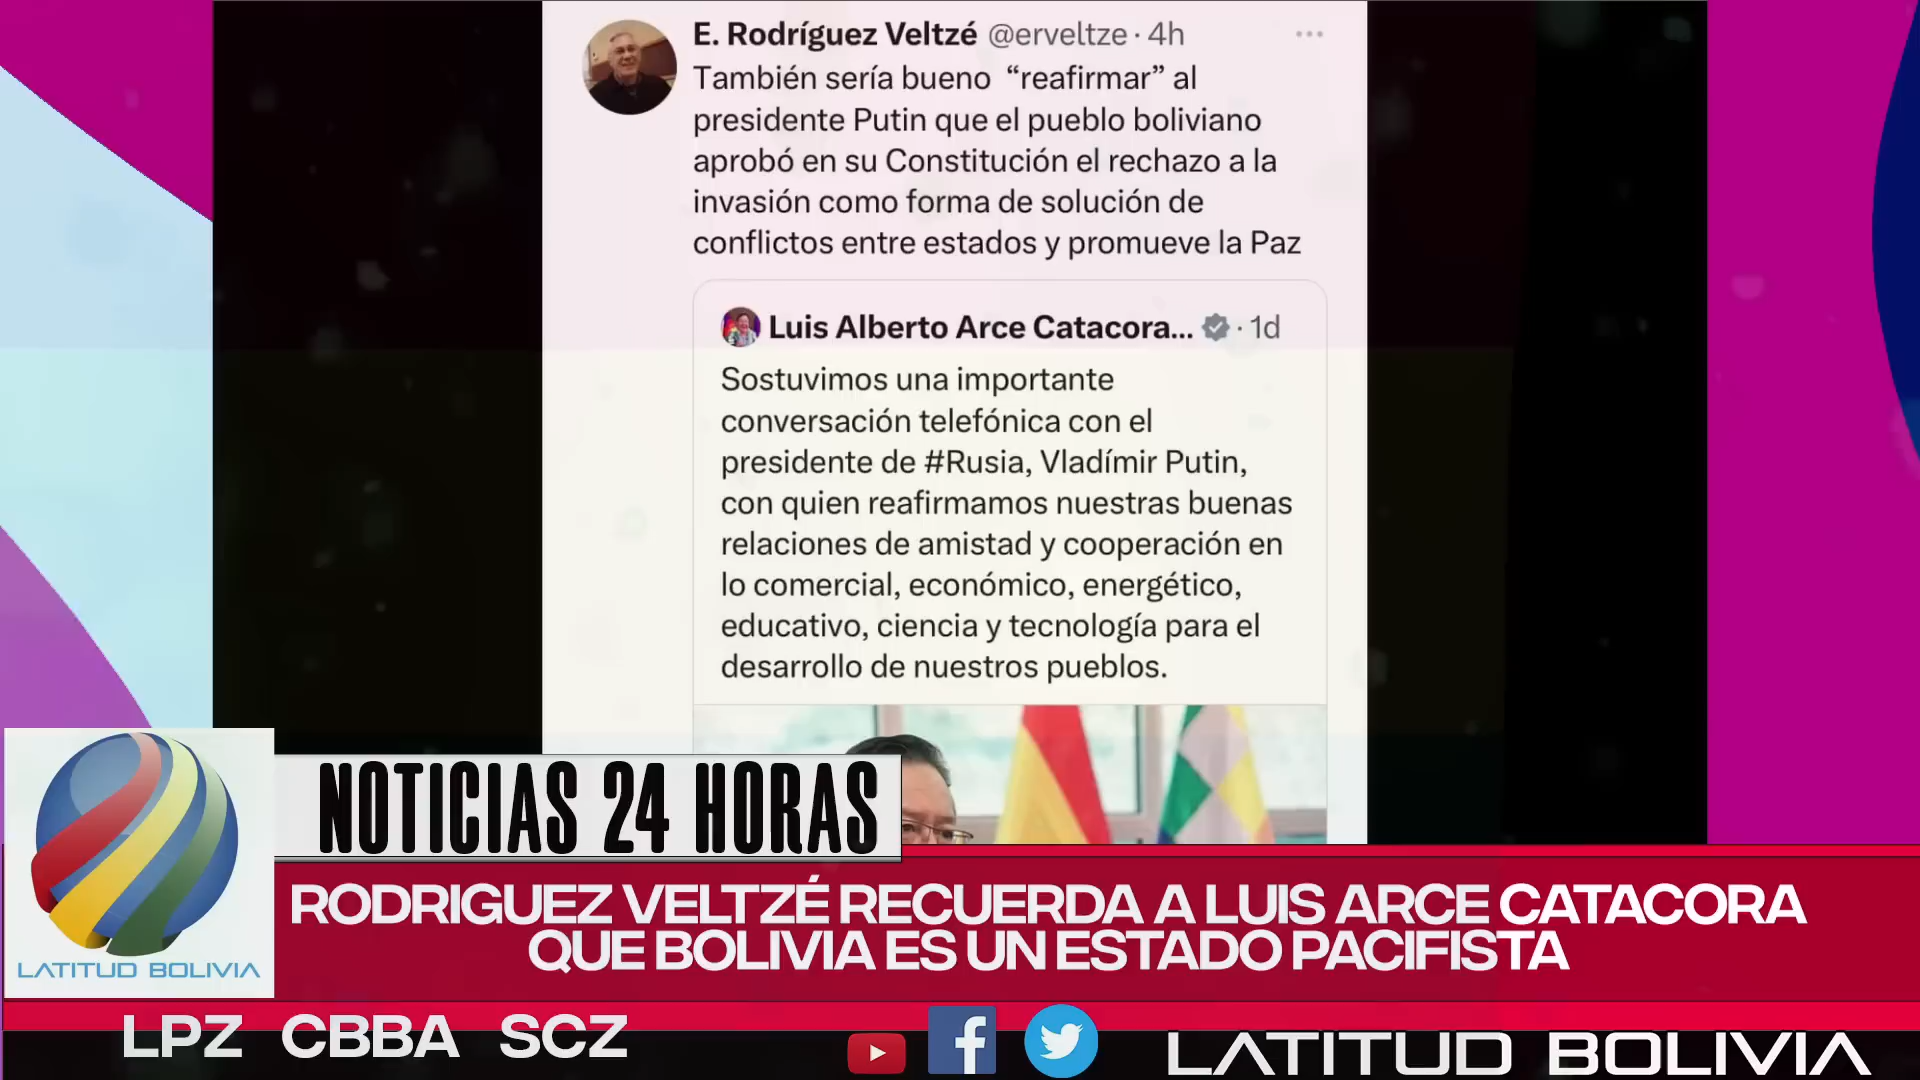 E. Rodríguez Veltzé @erveltze · 4h
También sería bueno “reafirmar” al
presidente Putin que el pueblo boliviano
aprobó en su Constitución el rechazo a la
invasión como forma de solución de
conflictos entre estados y promueve la Paz
Luis Alberto Arce Catacora... · 1d
Sostuvimos una importante
conversación telefónica con el
presidente de #Rusia, Vladímir Putin,
con quien reafirmamos nuestras buenas
relaciones de amistad y cooperación en
lo comercial, económico, energético,
educativo, ciencia y tecnología para el
desarrollo de nuestros pueblos.
NOTICIAS 24 HORAS
RODRIGUEZ VELTZÉ RECUERDA A LUIS ARCE CATACORA
QUE BOLIVIA ES UN ESTADO PACIFISTA
LATITUD BOLIVIA
LPZ CBBA SCZ
LATITUD BOLIVIA